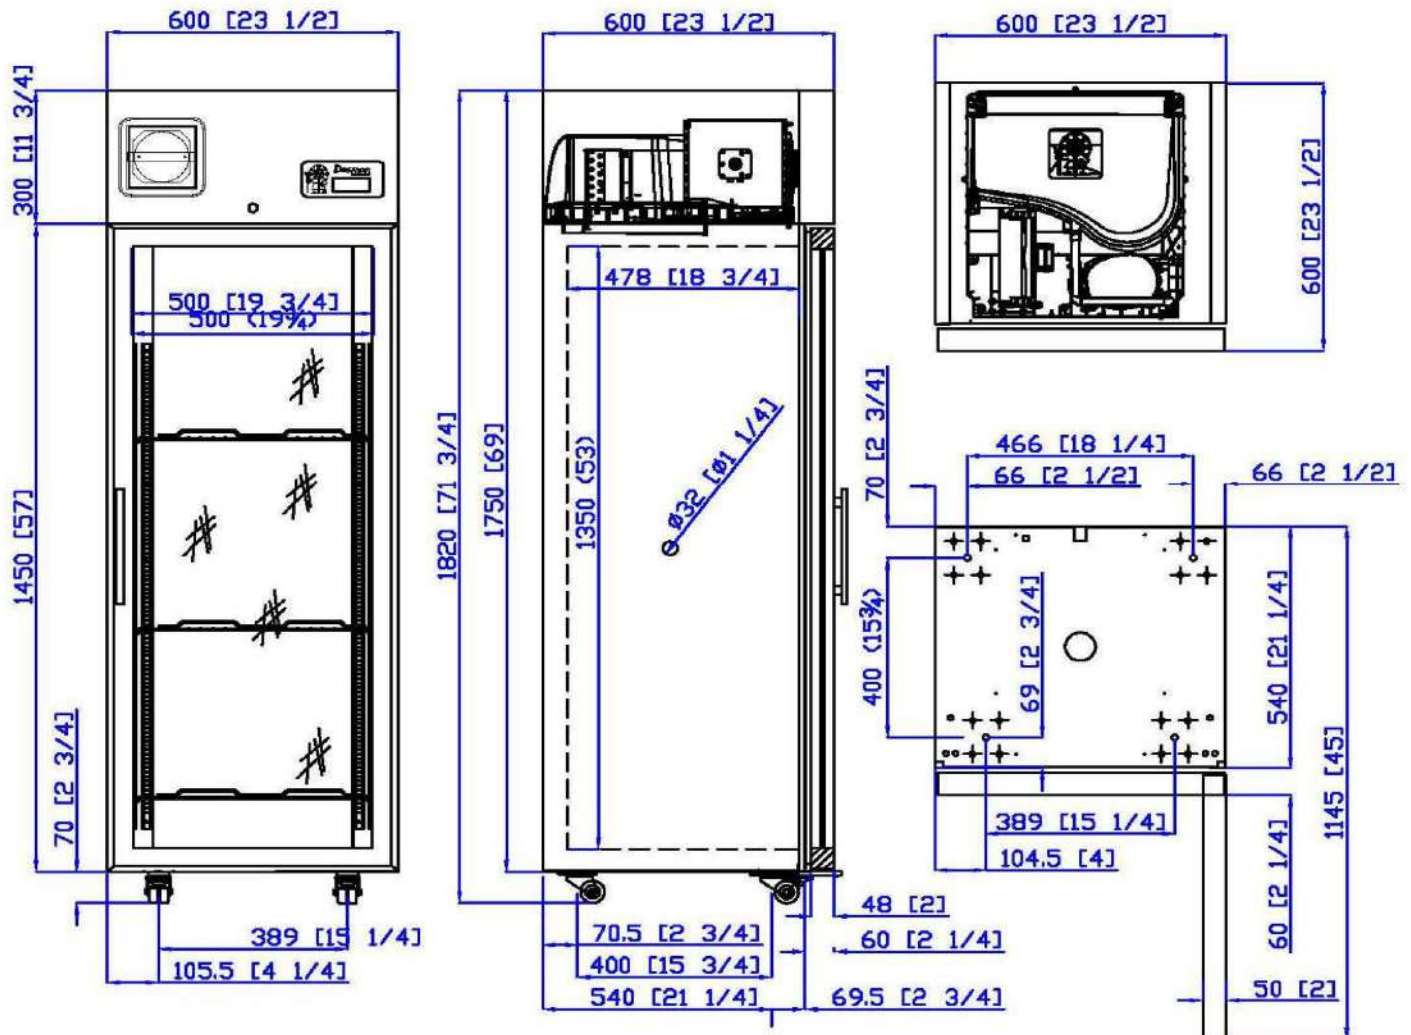 600 [23 1/2]
300 [11 3/4]
500 [19 3/4]
500 (19¾)
1450 [57]
70 [2 3/4]
389 [15 1/4]
105.5 [4 1/4]
600 [23 1/2]
478 [18 3/4]
1820 [71 3/4]
1750 [69]
1350 (53)
Ø32 [Ø1 1/4]
48 [2]
70.5 [2 3/4]
60 [2 1/4]
400 [15 3/4]
540 [21 1/4]
69.5 [2 3/4]
600 [23 1/2]
600 [23 1/2]
70 [2 3/4]
466 [18 1/4]
66 [2 1/2]
66 [2 1/2]
400 (15¾)
69 [2 3/4]
540 [21 1/4]
1145 [45]
389 [15 1/4]
104.5 [4]
60 [2 1/4]
50 [2]